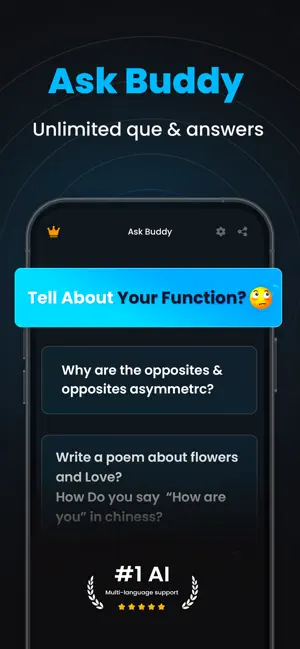 Ask Buddy
Unlimited que & answers
Ask Buddy
Tell About Your Function?
Why are the opposites &
opposites asymmetrc?
Write a poem about flowers
and Love?
How Do you say “How are
you” in chiness?
#1 AI
Multi-language support